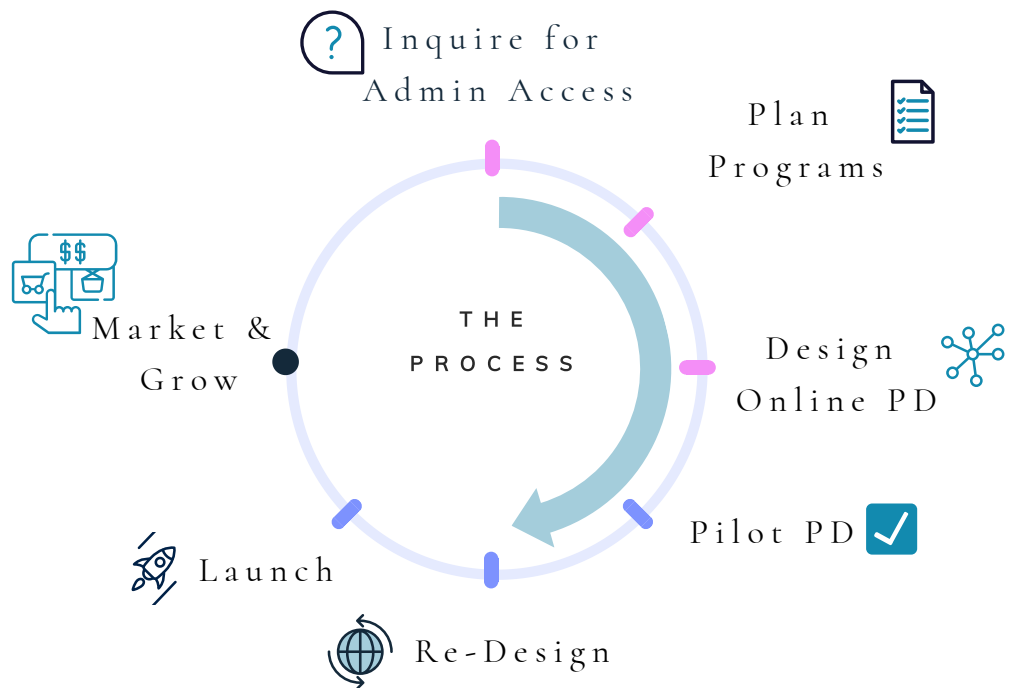 ?
Inquire for
Admin Access
Plan
Programs
$$
THE
PROCESS
Market &
Grow
Design
Online PD
Pilot PD
Launch
Re-Design